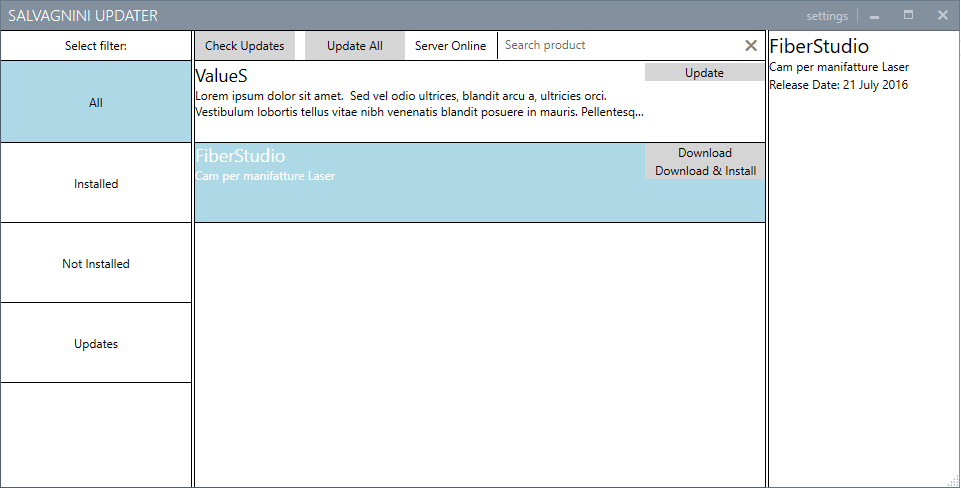 SALVAGNINI UPDATER
settings
Select filter:
All
Installed
Not Installed
Updates
Check Updates
Update All
Server Online
Search product
ValueS
Update
Lorem ipsum dolor sit amet.  Sed vel odio ultrices, blandit arcu a, ultricies orci.
Vestibulum lobortis tellus vitae nibh venenatis blandit posuere in mauris. Pellentesq...
FiberStudio
Cam per manifatture Laser
Download
Download & Install
FiberStudio
Cam per manifatture Laser
Release Date: 21 July 2016